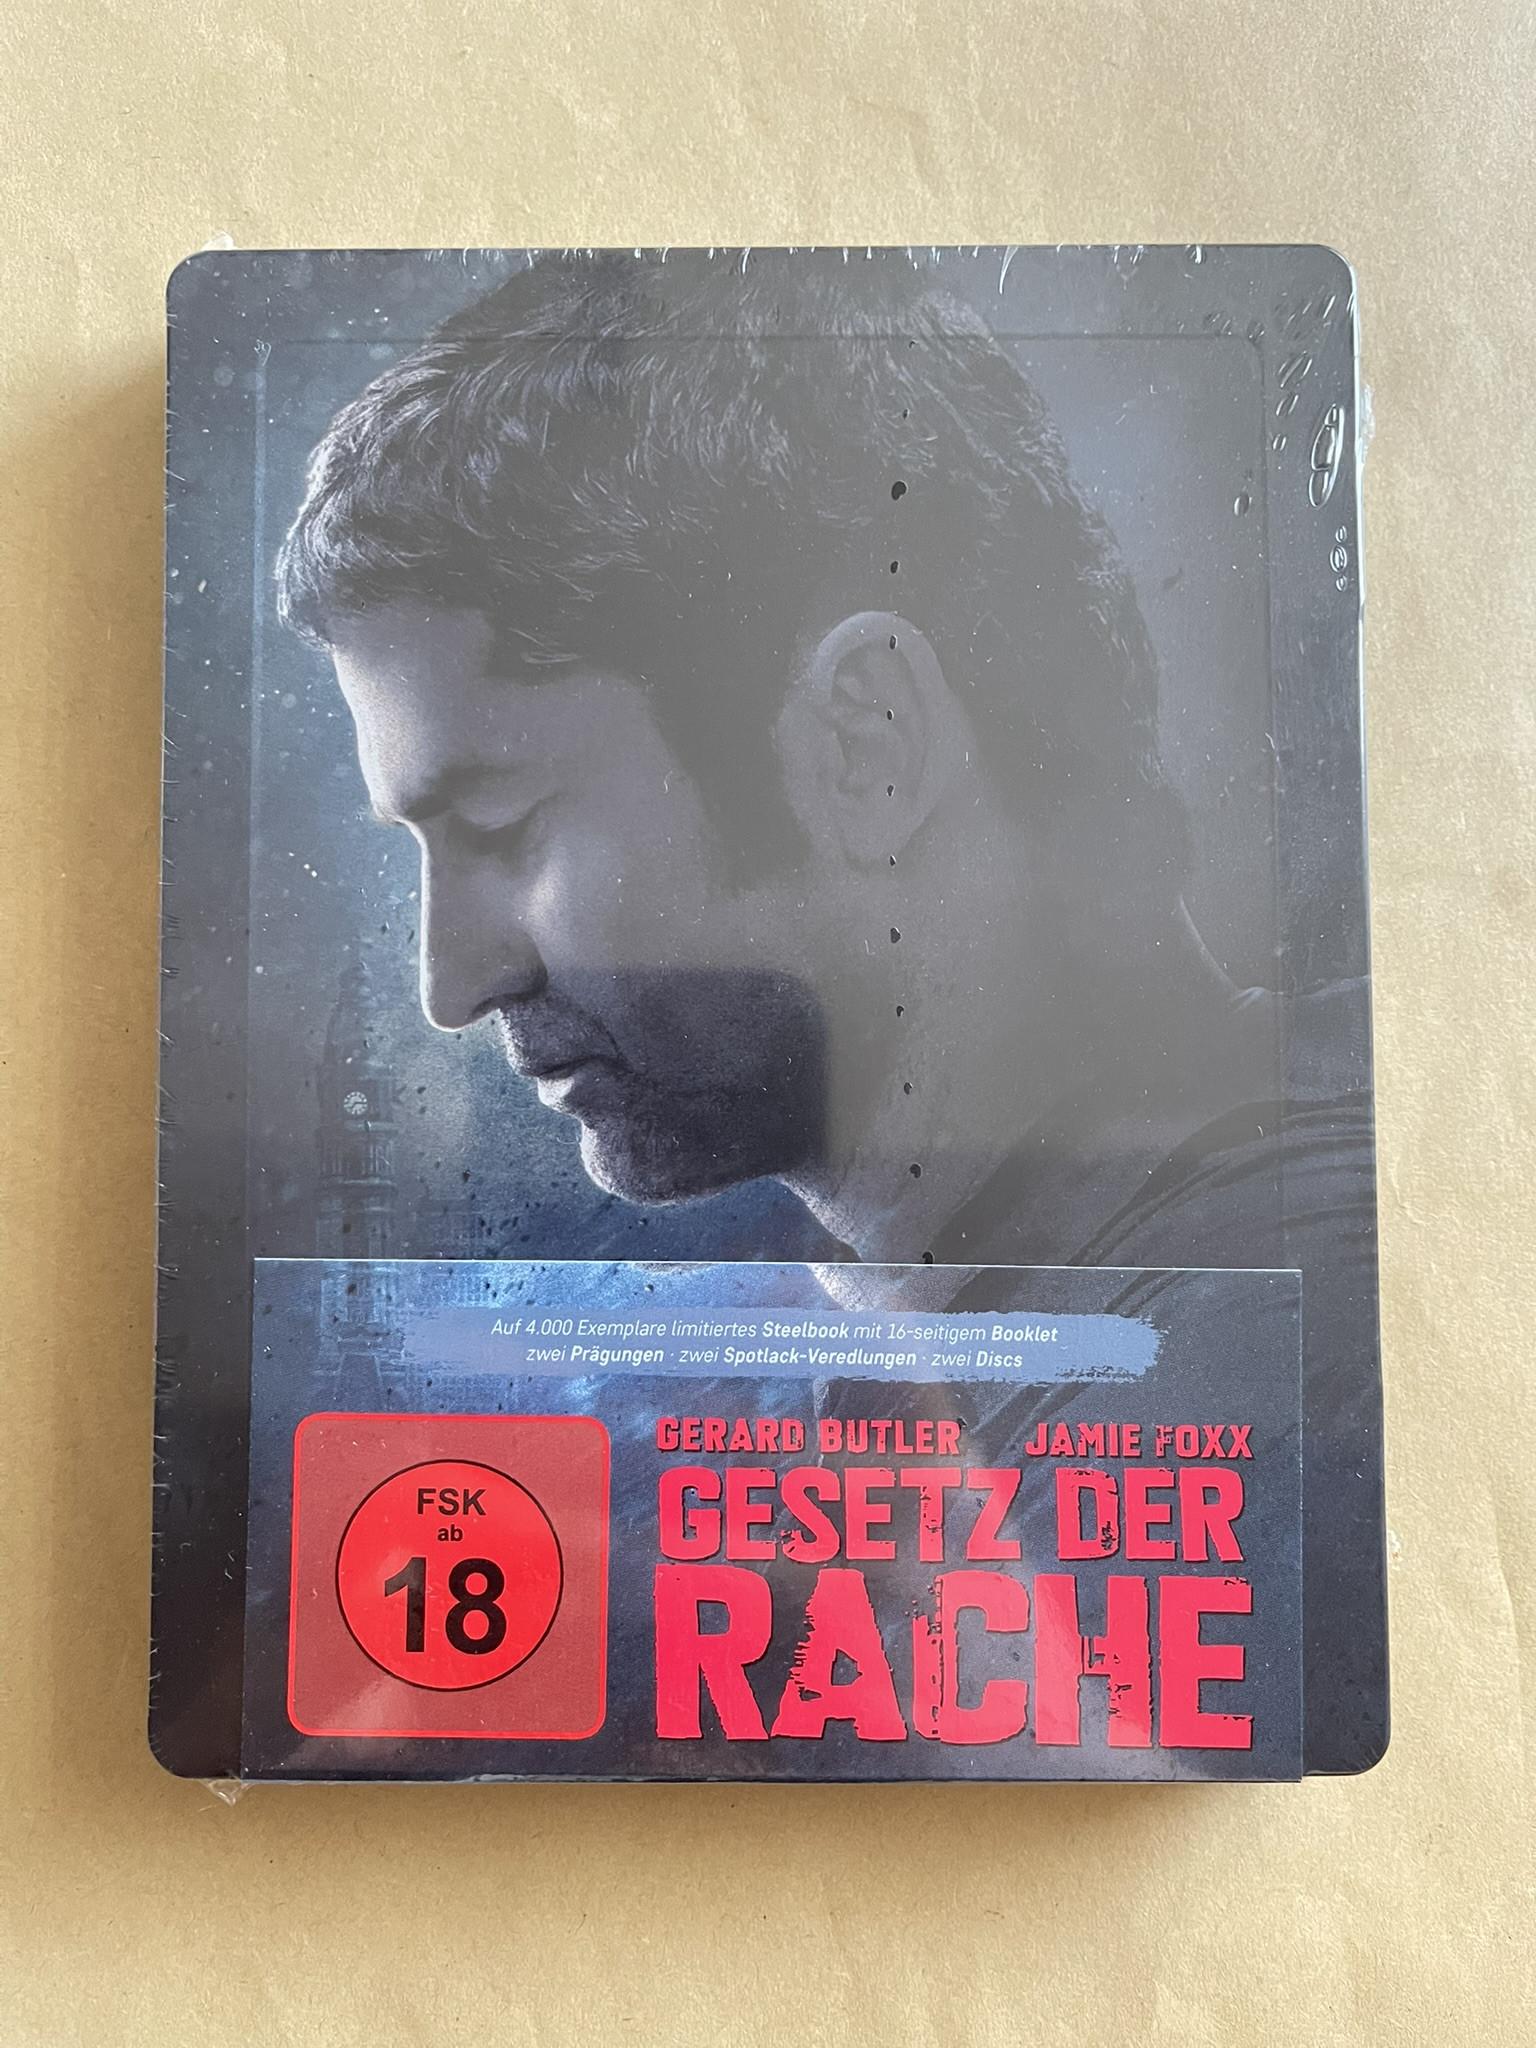 Auf 4.000 Exemplare limitiertes Steelbook mit 16-seitigem Booklet
zwei Prägungen · zwei Spotlack-Veredlungen · zwei Discs
FSK
ab
18
GERARD BUTLER JAMIE FOXX
GESETZ DER
RACHE